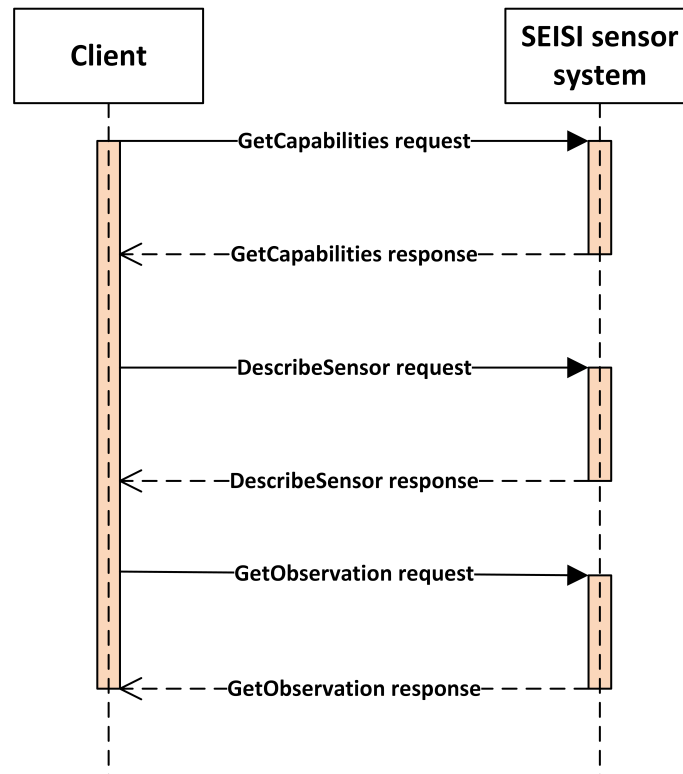 Client
SEISI sensor
system
GetCapabilities request
GetCapabilities response
DescribeSensor request
DescribeSensor response
GetObservation request
GetObservation response